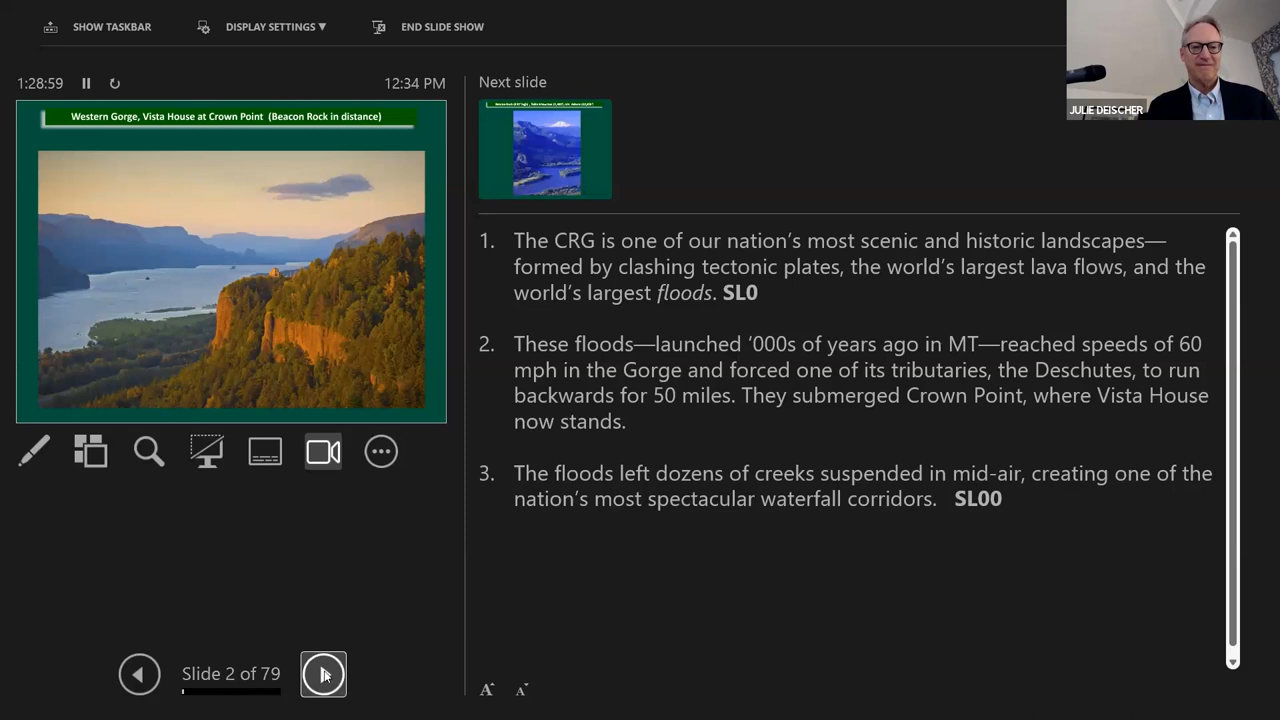 SHOW TASKBAR
DISPLAY SETTINGS ▼
END SLIDE SHOW
JULIE DEISCHER
1:28:59
12:34 PM
Western Gorge, Vista House at Crown Point (Beacon Rock in distance)
Slide 2 of 79
Next slide
1. The CRG is one of our nation’s most scenic and historic landscapes—
formed by clashing tectonic plates, the world’s largest lava flows, and the
world’s largest floods. SL0
2. These floods—launched ‘000s of years ago in MT—reached speeds of 60
mph in the Gorge and forced one of its tributaries, the Deschutes, to run
backwards for 50 miles. They submerged Crown Point, where Vista House
now stands.
3. The floods left dozens of creeks suspended in mid-air, creating one of the
nation’s most spectacular waterfall corridors. SL00
A A